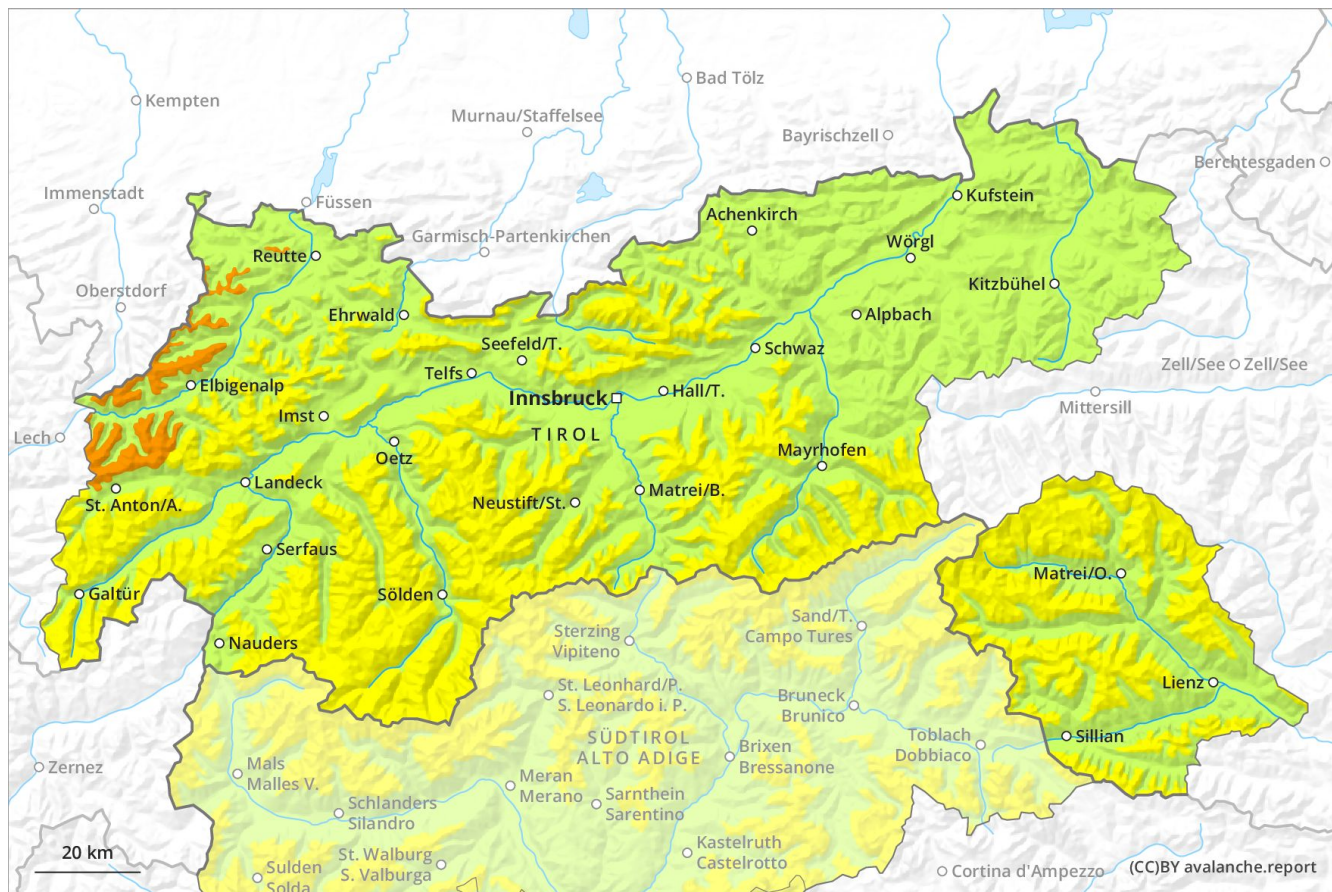 Bad Tölz
Kempten
Murnau/Staffelsee
Bayrischzell
Berchtesgaden
Immenstadt
Füssen
Kufstein
Achenkirch
Garmisch-Partenkirchen
Wörgl
Reutte
Oberstdorf
Kitzbühel
Ehrwald
Alpbach
Seefeld/T.
Schwaz
Zell/See
Zell/See
Telfs
Elbigenalp
Hall/T.
Innsbruck
Mittersill
Imst
TIROL
Lech
Mayrhofen
Oetz
Landeck
Matrei/B.
Neustift/St.
St. Anton/A.
Serfaus
Matrei/O.
Galtür
Sölden
Sand/T.
Campo Tures
Sterzing
Vipiteno
Nauders
Lienz
St. Leonhard/P.
S. Leonardo i. P.
Bruneck
Brunico
Sillian
SÜDTIROL
ALTO ADIGE
Toblach
Dobbiaco
Brixen
Bressanone
Zernez
Mals
Malles V.
Meran
Merano
Sarnthein
Sarentino
Schlanders
Silandro
Kastelruth
Castelrotto
20 km
St. Walburg
S. Valburga
Sulden
Solda
Cortina d'Ampezzo
(CC)BY avalanche.report